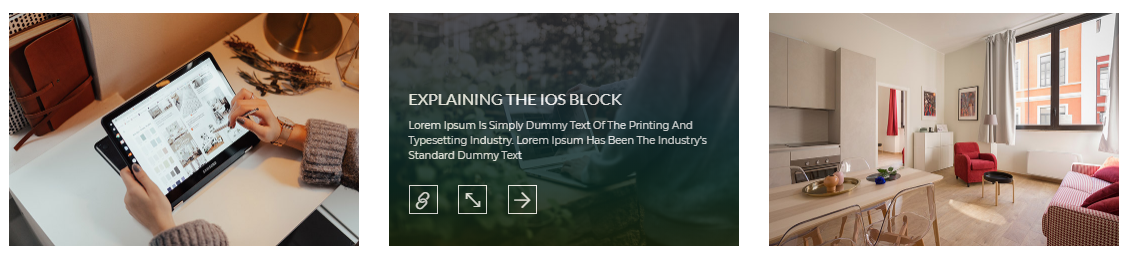 EXPLAINING THE IOS BLOCK
Lorem Ipsum Is Simply Dummy Text Of The Printing And
Typesetting Industry. Lorem Ipsum Has Been The Industry's
Standard Dummy Text
SAMSUNG